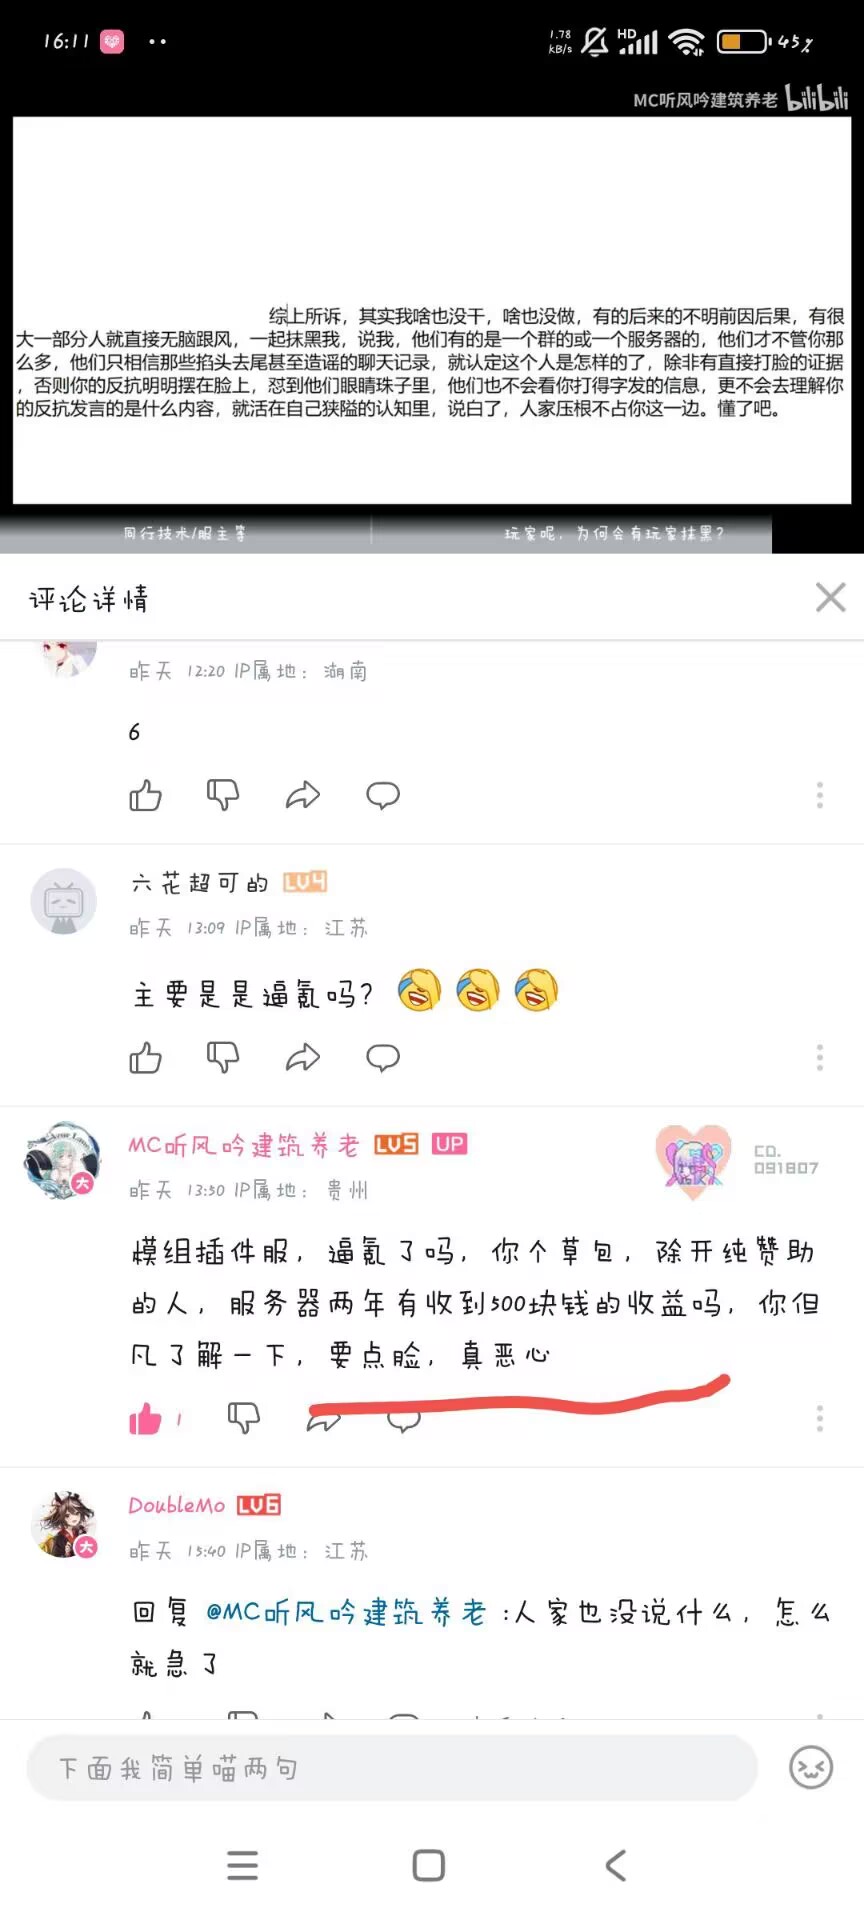 16:11
1.78 KB/s
HD
45%
MC听风吟建筑养老 bilibili
综上所诉，其实我啥也没干，啥也没做，有的后来的不明前因后果，有很
大一部分人就直接无脑跟风，一起抹黑我，说我，他们有的是一个群的或一个服务器的，他们才不管你那
么多，他们只相信那些掐头去尾甚至造谣的聊天记录，就认定这个人是怎样的了，除非有直接打脸的证据
，否则你的反抗明明摆在脸上，怼到他们眼睛珠子里，他们也不会看你打得字发的信息，更不会去理解你
的反抗发言的是什么内容，就活在自己狭隘的认知里，说白了，人家压根不占你这一边。懂了吧。
同行技术/服主等
玩家呢，为何会有玩家抹黑？
评论详情
昨天 12:20 IP属地：湖南
6
六花超可的 LV4
昨天 13:09 IP属地：江苏
主要是是逼氪吗？
MC听风吟建筑养老 LV5 UP
CD.
091807
昨天 13:50 IP属地：贵州
模组插件服，逼氪了吗，你个草包，除开纯赞助
的人，服务器两年有收到500块钱的收益吗，你但
凡了解一下，要点脸，真恶心
1
DoubleMo LV6
昨天 15:40 IP属地：江苏
回复 @MC听风吟建筑养老 :人家也没说什么，怎么
就急了
下面我简单喵两句